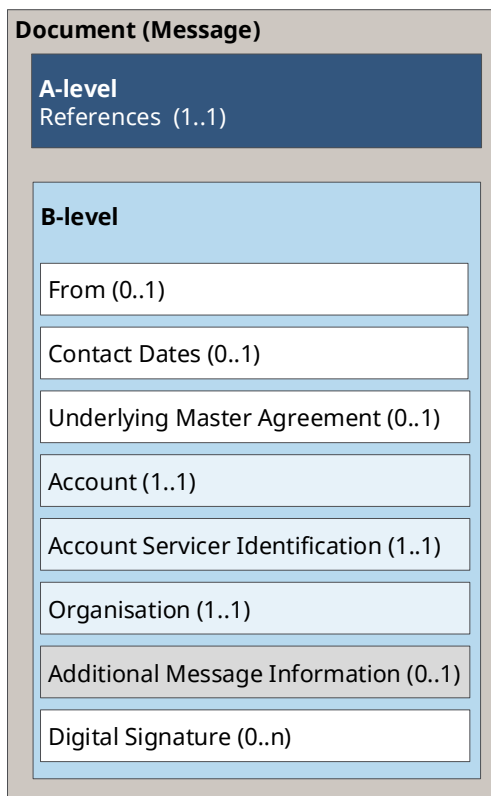 Document (Message)
A-level
References (1..1)
B-level
From (0..1)
Contact Dates (0..1)
Underlying Master Agreement (0..1)
Account (1..1)
Account Servicer Identification (1..1)
Organisation (1..1)
Additional Message Information (0..1)
Digital Signature (0..n)